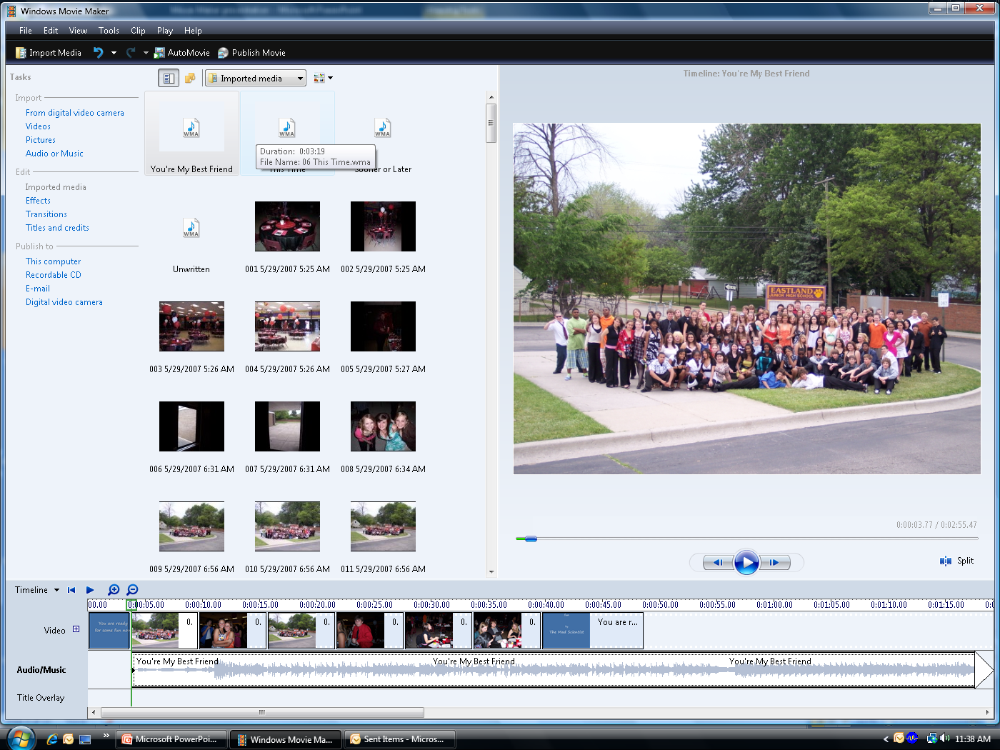 Windows Movie Maker
File Edit View Tools Clip Play Help
Import Media AutoMovie Publish Movie
Tasks
Import
From digital video camera
Videos
Pictures
Audio or Music
Edit
Imported media
Effects
Transitions
Titles and credits
Publish to
This computer
Recordable CD
E-mail
Digital video camera
Imported media
WMA WMA WMA
Duration: 0:03:19
File Name: 06 This Time.wma
You're My Best Friend This Time Sooner or Later
WMA
Unwritten 001 5/29/2007 5:25 AM 002 5/29/2007 5:25 AM
003 5/29/2007 5:26 AM 004 5/29/2007 5:26 AM 005 5/29/2007 5:27 AM
006 5/29/2007 6:31 AM 007 5/29/2007 6:31 AM 008 5/29/2007 6:34 AM
009 5/29/2007 6:56 AM 010 5/29/2007 6:56 AM 011 5/29/2007 6:56 AM
Timeline: You're My Best Friend
EASTLAND
JUNIOR HIGH SCHOOL
0:00:03.77 / 0:02:55.47
Split
Timeline
00.00 0:00:05.00 0:00:10.00 0:00:15.00 0:00:20.00 0:00:25.00 0:00:30.00 0:00:35.00 0:00:40.00 0:00:45.00 0:00:50.00 0:00:55.00 0:01:00.00 0:01:05.00 0:01:10.00 0:01:15.00 0:0
Video
You are ready
for some fun now
0. 0. 0. 0. 0. 0.
The Mad Scientist
You are r...
Audio/Music
You're My Best Friend You're My Best Friend You're My Best Friend
Title Overlay
Microsoft PowerPoi... Windows Movie Ma... Sent Items - Micros... 11:38 AM